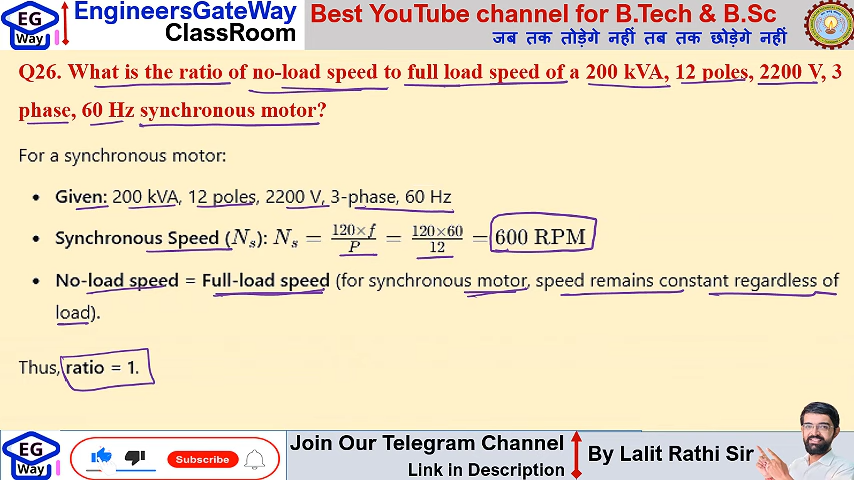 EG
Way
EngineersGateWay
ClassRoom
Best YouTube channel for B.Tech & B.Sc
जब तक तोड़ेगे नहीं तब तक छोड़ेगे नहीं
Q26. What is the ratio of no-load speed to full load speed of a 200 kVA, 12 poles, 2200 V, 3
phase, 60 Hz synchronous motor?
For a synchronous motor:
• Given: 200 kVA, 12 poles, 2200 V, 3-phase, 60 Hz
• Synchronous Speed (Nₛ): Nₛ = 120×f/P = 120×60/12 = 600 RPM
• No-load speed = Full-load speed (for synchronous motor, speed remains constant regardless of
load).
Thus, ratio = 1.
EG
Way
Subscribe
Join Our Telegram Channel
Link in Description
By Lalit Rathi Sir